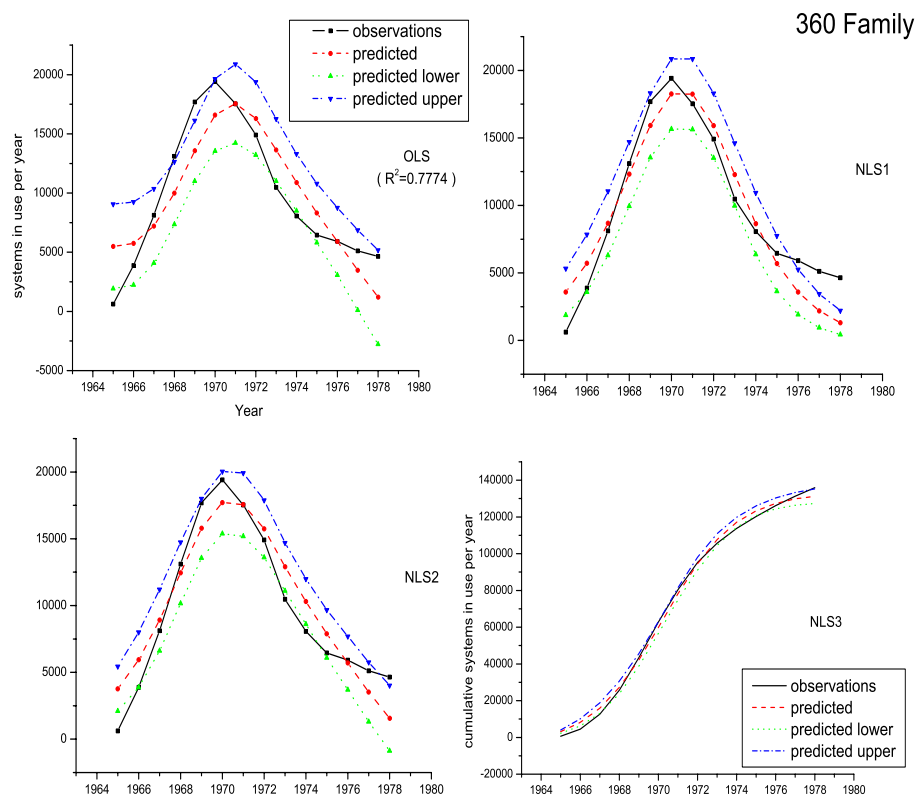 360 Family
observations
predicted
predicted lower
predicted upper
OLS
( R²=0.7774 )
systems in use per year
20000
15000
10000
5000
0
-5000
1964 1966 1968 1970 1972 1974 1976 1978 1980
Year
NLS1
20000
15000
10000
5000
0
1964 1966 1968 1970 1972 1974 1976 1978 1980
NLS2
20000
15000
10000
5000
0
1964 1966 1968 1970 1972 1974 1976 1978 1980
cumulative systems in use per year
140000
120000
100000
80000
60000
40000
20000
0
-20000
1964 1966 1968 1970 1972 1974 1976 1978 1980
NLS3
observations
predicted
predicted lower
predicted upper